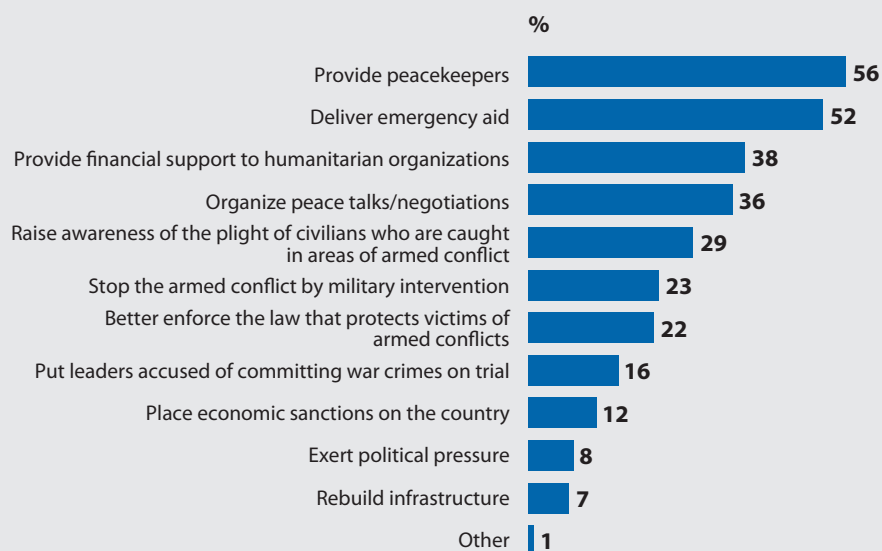 %
Provide peacekeepers 56
Deliver emergency aid 52
Provide financial support to humanitarian organizations 38
Organize peace talks/negotiations 36
Raise awareness of the plight of civilians who are caught
in areas of armed conflict 29
Stop the armed conflict by military intervention 23
Better enforce the law that protects victims of
armed conflicts 22
Put leaders accused of committing war crimes on trial 16
Place economic sanctions on the country 12
Exert political pressure 8
Rebuild infrastructure 7
Other 1